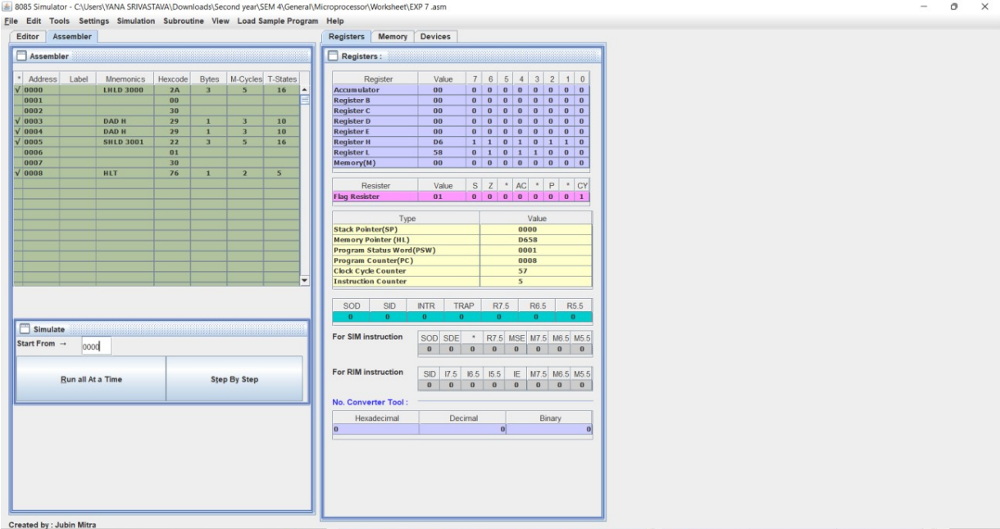 8085 Simulator - C:\Users\YANA SRIVASTAVA\Downloads\Second year\SEM 4\General\Microprocessor\Worksheet\EXP 7 .asm
File Edit Tools Settings Simulation Subroutine View Load Sample Program Help
Editor Assembler
Assembler
* Address Label Mnemonics Hexcode Bytes M-Cycles T-States
√ 0000 LHLD 3000 2A 3 5 16
0001 00
0002 30
√ 0003 DAD H 29 1 3 10
√ 0004 DAD H 29 1 3 10
√ 0005 SHLD 3001 22 3 5 16
0006 01
0007 30
√ 0008 HLT 76 1 2 5
Simulate
Start From → 0000
Run all At a Time Step By Step
Registers Memory Devices
Registers :
Register Value 7 6 5 4 3 2 1 0
Accumulator 00 0 0 0 0 0 0 0 0
Register B 00 0 0 0 0 0 0 0 0
Register C 00 0 0 0 0 0 0 0 0
Register D 00 0 0 0 0 0 0 0 0
Register E 00 0 0 0 0 0 0 0 0
Register H D6 1 1 0 1 0 1 1 0
Register L 58 0 1 0 1 1 0 0 0
Memory(M) 00 0 0 0 0 0 0 0 0
Resister Value S Z * AC * P * CY
Flag Resister 01 0 0 0 0 0 0 0 1
Type Value
Stack Pointer(SP) 0000
Memory Pointer (HL) D658
Program Status Word(PSW) 0001
Program Counter(PC) 0008
Clock Cycle Counter 57
Instruction Counter 5
SOD SID INTR TRAP R7.5 R6.5 R5.5
0 0 0 0 0 0 0
For SIM instruction SOD SDE * R7.5 MSE M7.5 M6.5 M5.5
0 0 0 0 0 0 0 0
For RIM instruction SID I7.5 I6.5 I5.5 IE M7.5 M6.5 M5.5
0 0 0 0 0 0 0 0
No. Converter Tool :
Hexadecimal Decimal Binary
0 0 0
Created by : Jubin Mitra